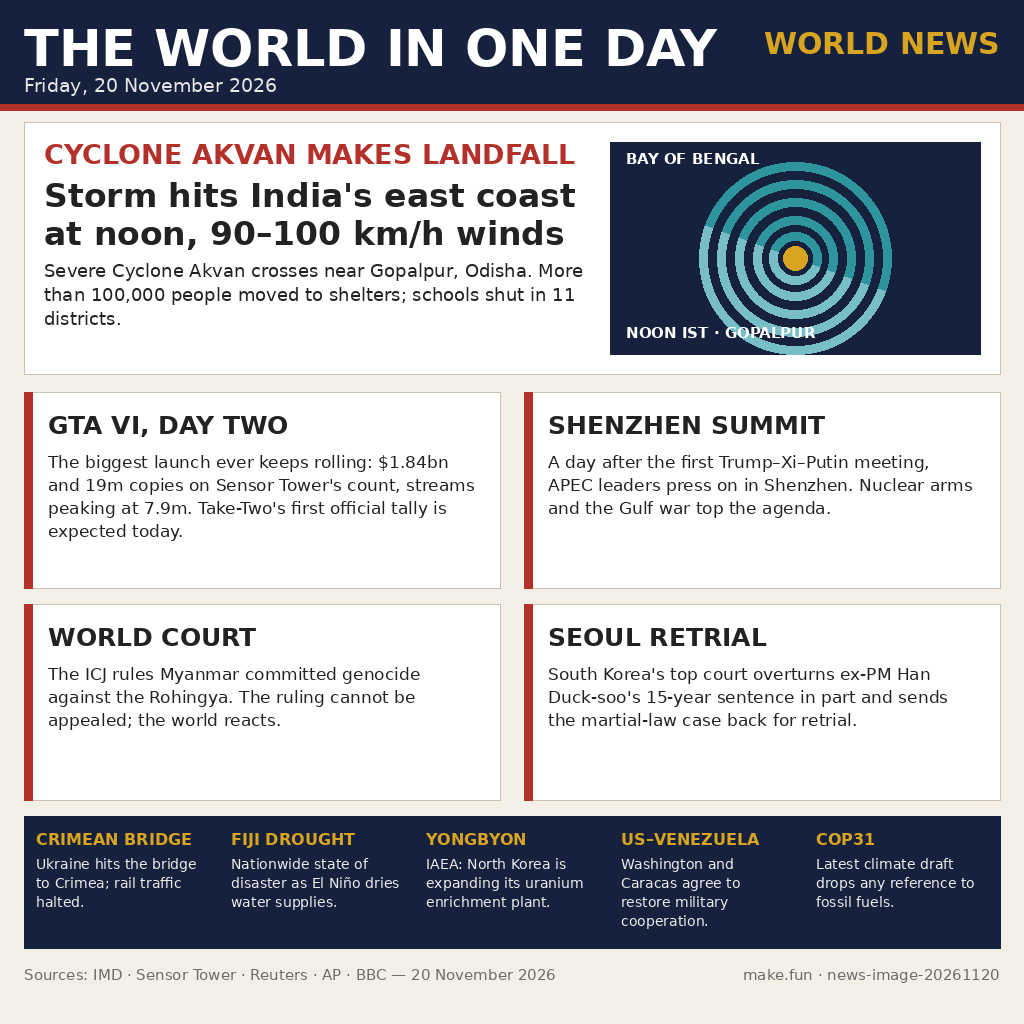 THE WORLD IN ONE DAY
WORLD NEWS
Friday, 20 November 2026
CYCLONE AKVAN MAKES LANDFALL
Storm hits India's east coast
at noon, 90–100 km/h winds
Severe Cyclone Akvan crosses near Gopalpur, Odisha. More
than 100,000 people moved to shelters; schools shut in 11
districts.
BAY OF BENGAL
NOON IST · GOPALPUR
GTA VI, DAY TWO
The biggest launch ever keeps rolling: $1.84bn
and 19m copies on Sensor Tower's count, streams
peaking at 7.9m. Take-Two's first official tally is
expected today.
SHENZHEN SUMMIT
A day after the first Trump–Xi–Putin meeting,
APEC leaders press on in Shenzhen. Nuclear arms
and the Gulf war top the agenda.
WORLD COURT
The ICJ rules Myanmar committed genocide
against the Rohingya. The ruling cannot be
appealed; the world reacts.
SEOUL RETRIAL
South Korea's top court overturns ex-PM Han
Duck-soo's 15-year sentence in part and sends
the martial-law case back for retrial.
CRIMEAN BRIDGE
Ukraine hits the bridge
to Crimea; rail traffic
halted.
FIJI DROUGHT
Nationwide state of
disaster as El Niño dries
water supplies.
YONGBYON
IAEA: North Korea is
expanding its uranium
enrichment plant.
US–VENEZUELA
Washington and
Caracas agree to
restore military
cooperation.
COP31
Latest climate draft
drops any reference to
fossil fuels.
Sources: IMD · Sensor Tower · Reuters · AP · BBC — 20 November 2026
make.fun · news-image-20261120